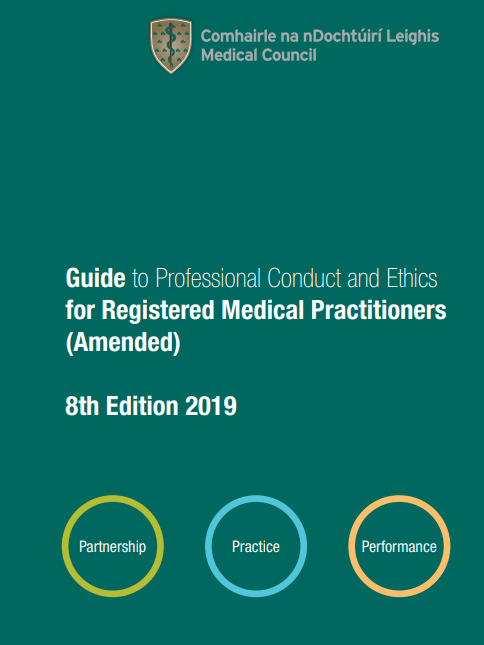 Comhairle na nDochtúirí Leighis
Medical Council
Guide to Professional Conduct and Ethics
for Registered Medical Practitioners
(Amended)
8th Edition 2019
Partnership
Practice
Performance